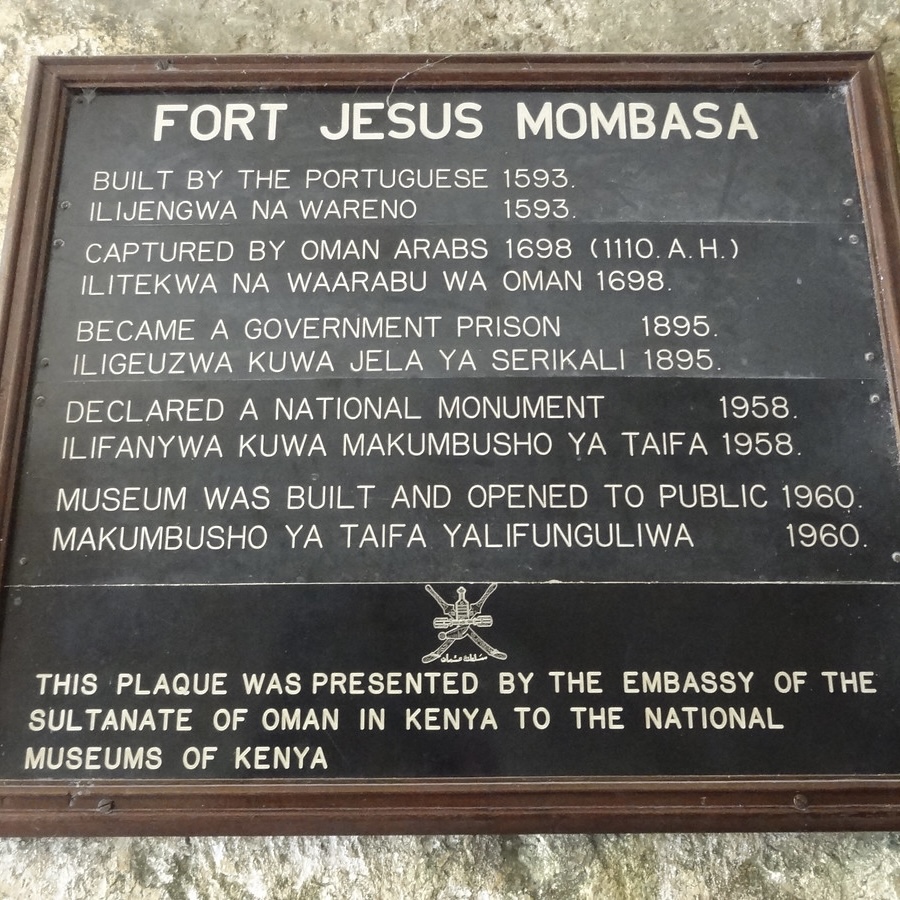 FORT JESUS MOMBASA
BUILT BY THE PORTUGUESE 1593.
ILIJENGWA NA WARENO 1593.
CAPTURED BY OMAN ARABS 1698 (1110. A. H.)
ILITEKWA NA WAARABU WA OMAN 1698.
BECAME A GOVERNMENT PRISON 1895.
ILIGEUZWA KUWA JELA YA SERIKALI 1895.
DECLARED A NATIONAL MONUMENT 1958.
ILIFANYWA KUWA MAKUMBUSHO YA TAIFA 1958.
MUSEUM WAS BUILT AND OPENED TO PUBLIC 1960.
MAKUMBUSHO YA TAIFA YALIFUNGULIWA 1960.
سلطنة عمان
THIS PLAQUE WAS PRESENTED BY THE EMBASSY OF THE
SULTANATE OF OMAN IN KENYA TO THE NATIONAL
MUSEUMS OF KENYA